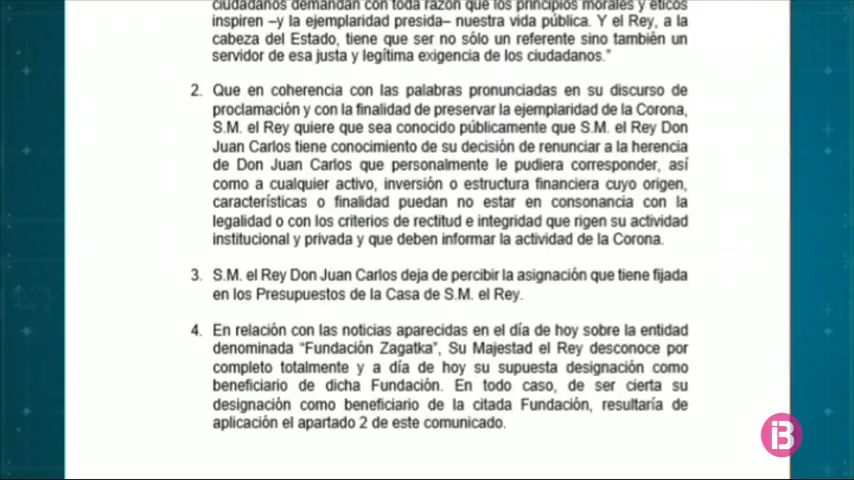 ciudadanos demandan con toda razón que los principios morales y éticos
inspiren –y la ejemplaridad presida– nuestra vida pública. Y el Rey, a la
cabeza del Estado, tiene que ser no sólo un referente sino también un
servidor de esa justa y legítima exigencia de los ciudadanos."
2. Que en coherencia con las palabras pronunciadas en su discurso de
proclamación y con la finalidad de preservar la ejemplaridad de la Corona,
S.M. el Rey quiere que sea conocido públicamente que S.M. el Rey Don
Juan Carlos tiene conocimiento de su decisión de renunciar a la herencia
de Don Juan Carlos que personalmente le pudiera corresponder, así
como a cualquier activo, inversión o estructura financiera cuyo origen,
características o finalidad puedan no estar en consonancia con la
legalidad o con los criterios de rectitud e integridad que rigen su actividad
institucional y privada y que deben informar la actividad de la Corona.
3. S.M. el Rey Don Juan Carlos deja de percibir la asignación que tiene fijada
en los Presupuestos de la Casa de S.M. el Rey.
4. En relación con las noticias aparecidas en el día de hoy sobre la entidad
denominada "Fundación Zagatka", Su Majestad el Rey desconoce por
completo totalmente y a día de hoy su supuesta designación como
beneficiario de dicha Fundación. En todo caso, de ser cierta su
designación como beneficiario de la citada Fundación, resultaría de
aplicación el apartado 2 de este comunicado.
IB3